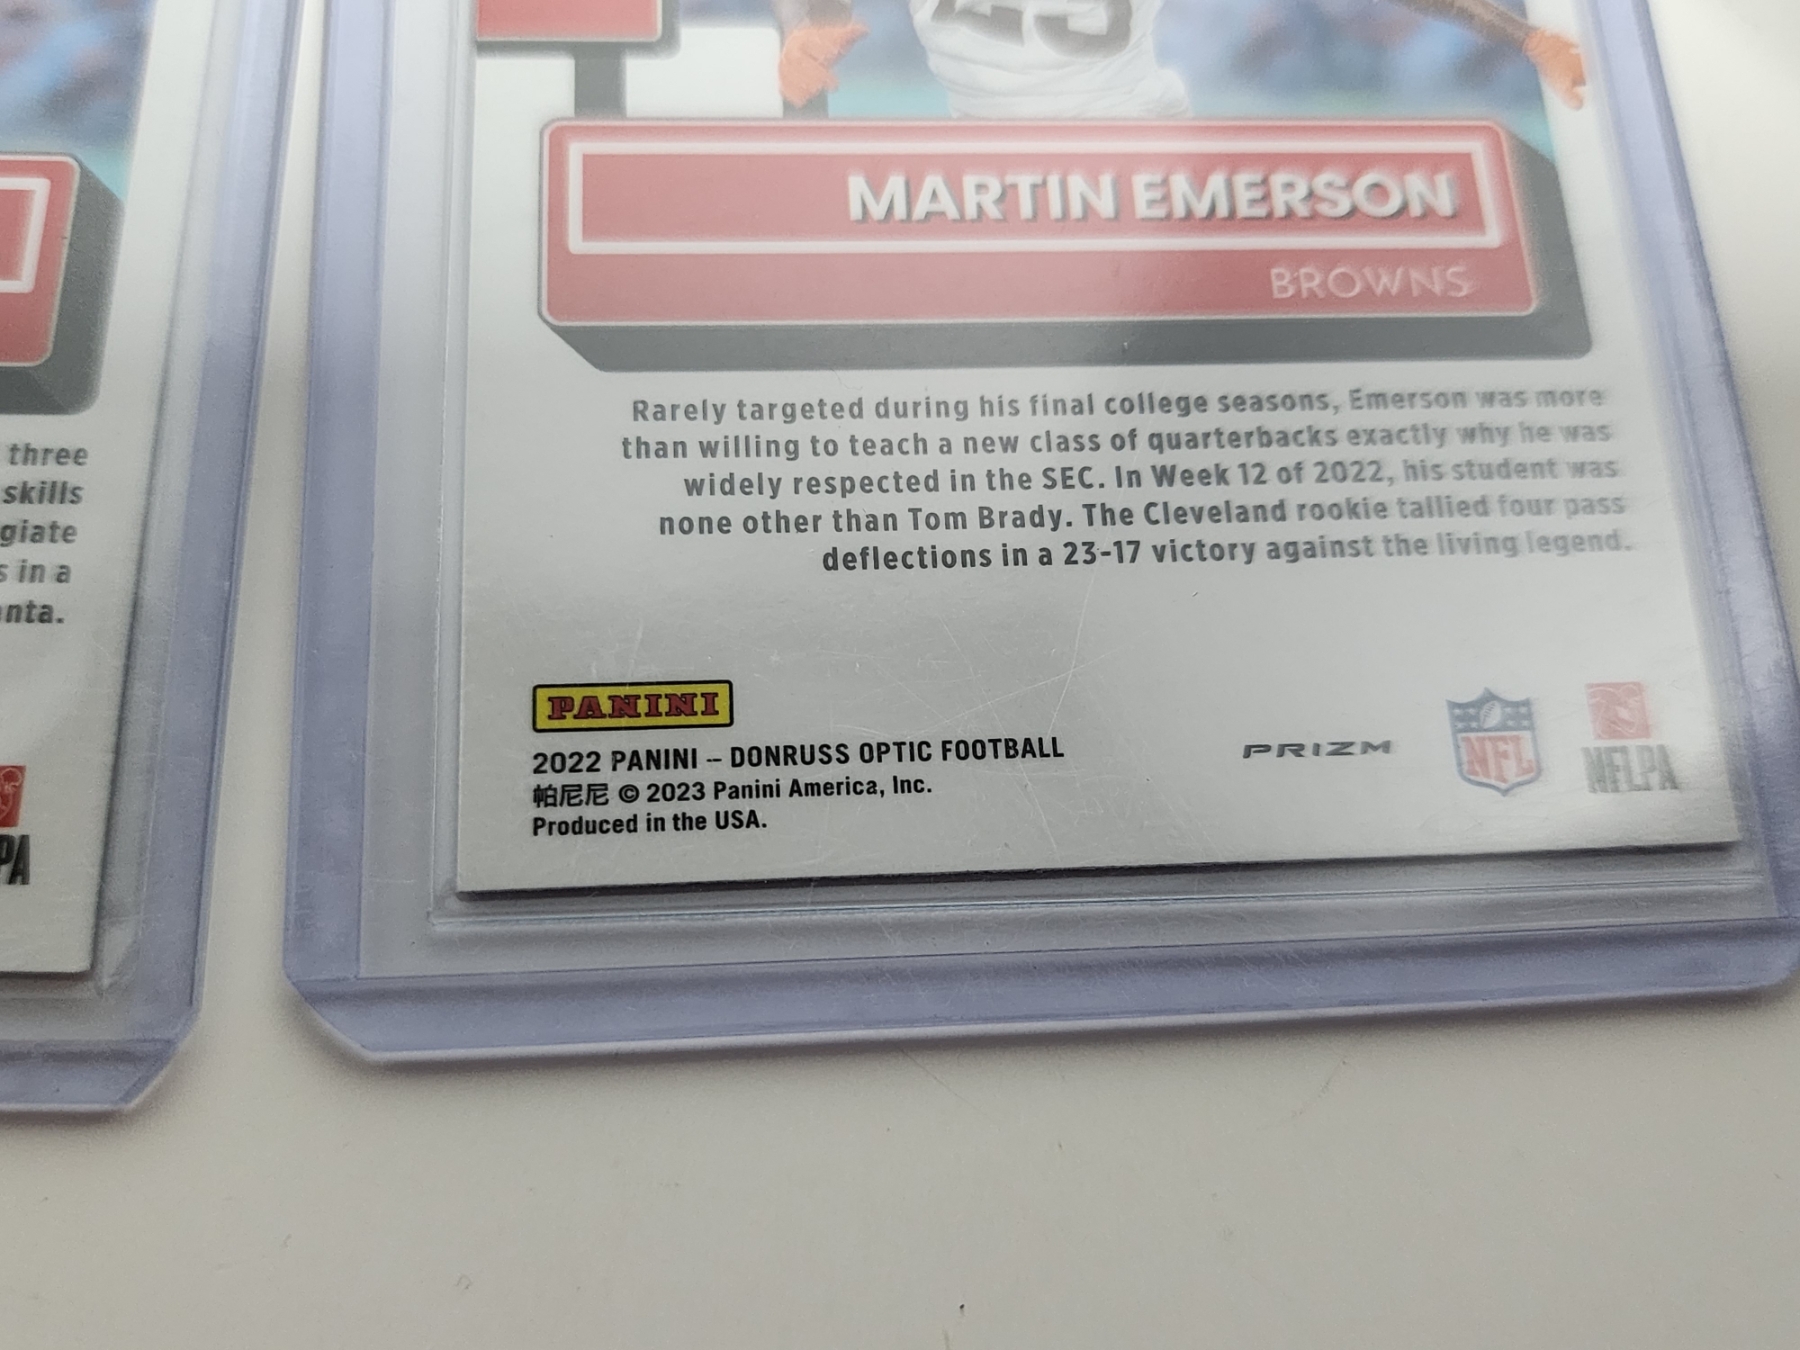 23
MARTIN EMERSON
BROWNS
Rarely targeted during his final college seasons, Emerson was more
than willing to teach a new class of quarterbacks exactly why he was
widely respected in the SEC. In Week 12 of 2022, his student was
none other than Tom Brady. The Cleveland rookie tallied four pass
deflections in a 23-17 victory against the living legend.
PANINI
2022 PANINI – DONRUSS OPTIC FOOTBALL
帕尼尼 © 2023 Panini America, Inc.
Produced in the USA.
PRIZM
NFL
NFLPA
three
skills
giate
s in a
nta.
PA